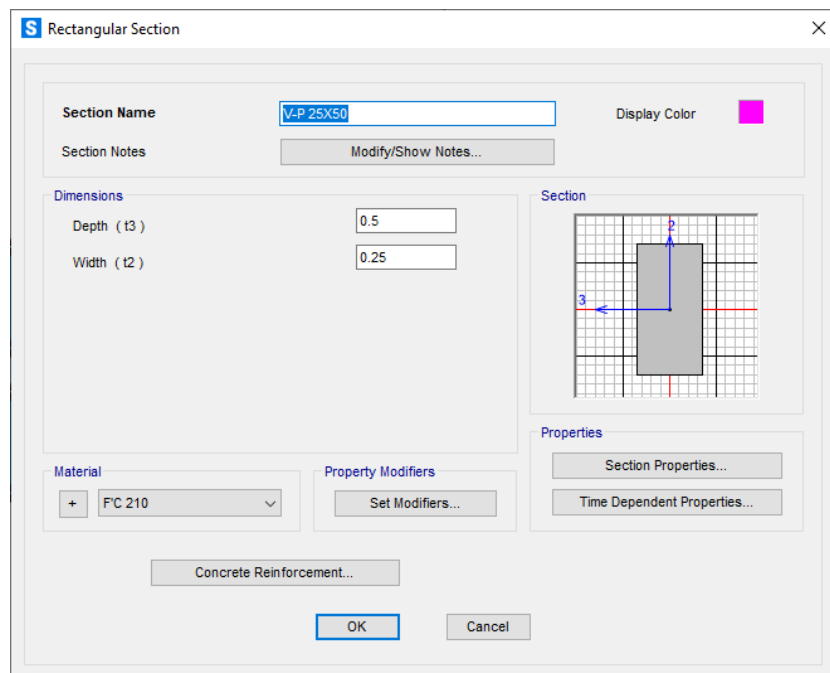 S Rectangular Section
Section Name V-P 25X50 Display Color
Section Notes Modify/Show Notes...
Dimensions
Depth ( t3 ) 0.5
Width ( t2 ) 0.25
Section
2
3
Properties
Section Properties...
Time Dependent Properties...
Material
+ F'C 210
Property Modifiers
Set Modifiers...
Concrete Reinforcement...
OK Cancel